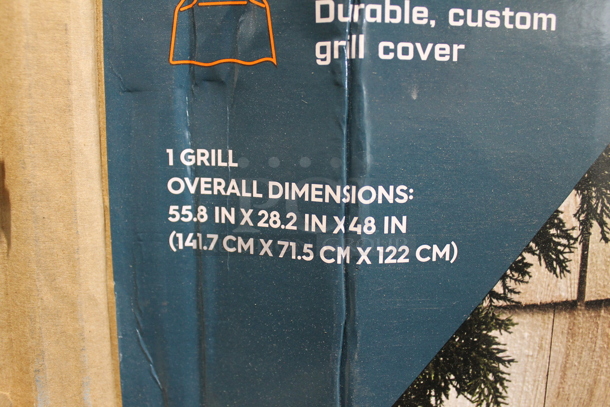 Durable, custom
grill cover
1 GRILL
OVERALL DIMENSIONS:
55.8 IN X 28.2 IN X 48 IN
(141.7 CM X 71.5 CM X 122 CM)